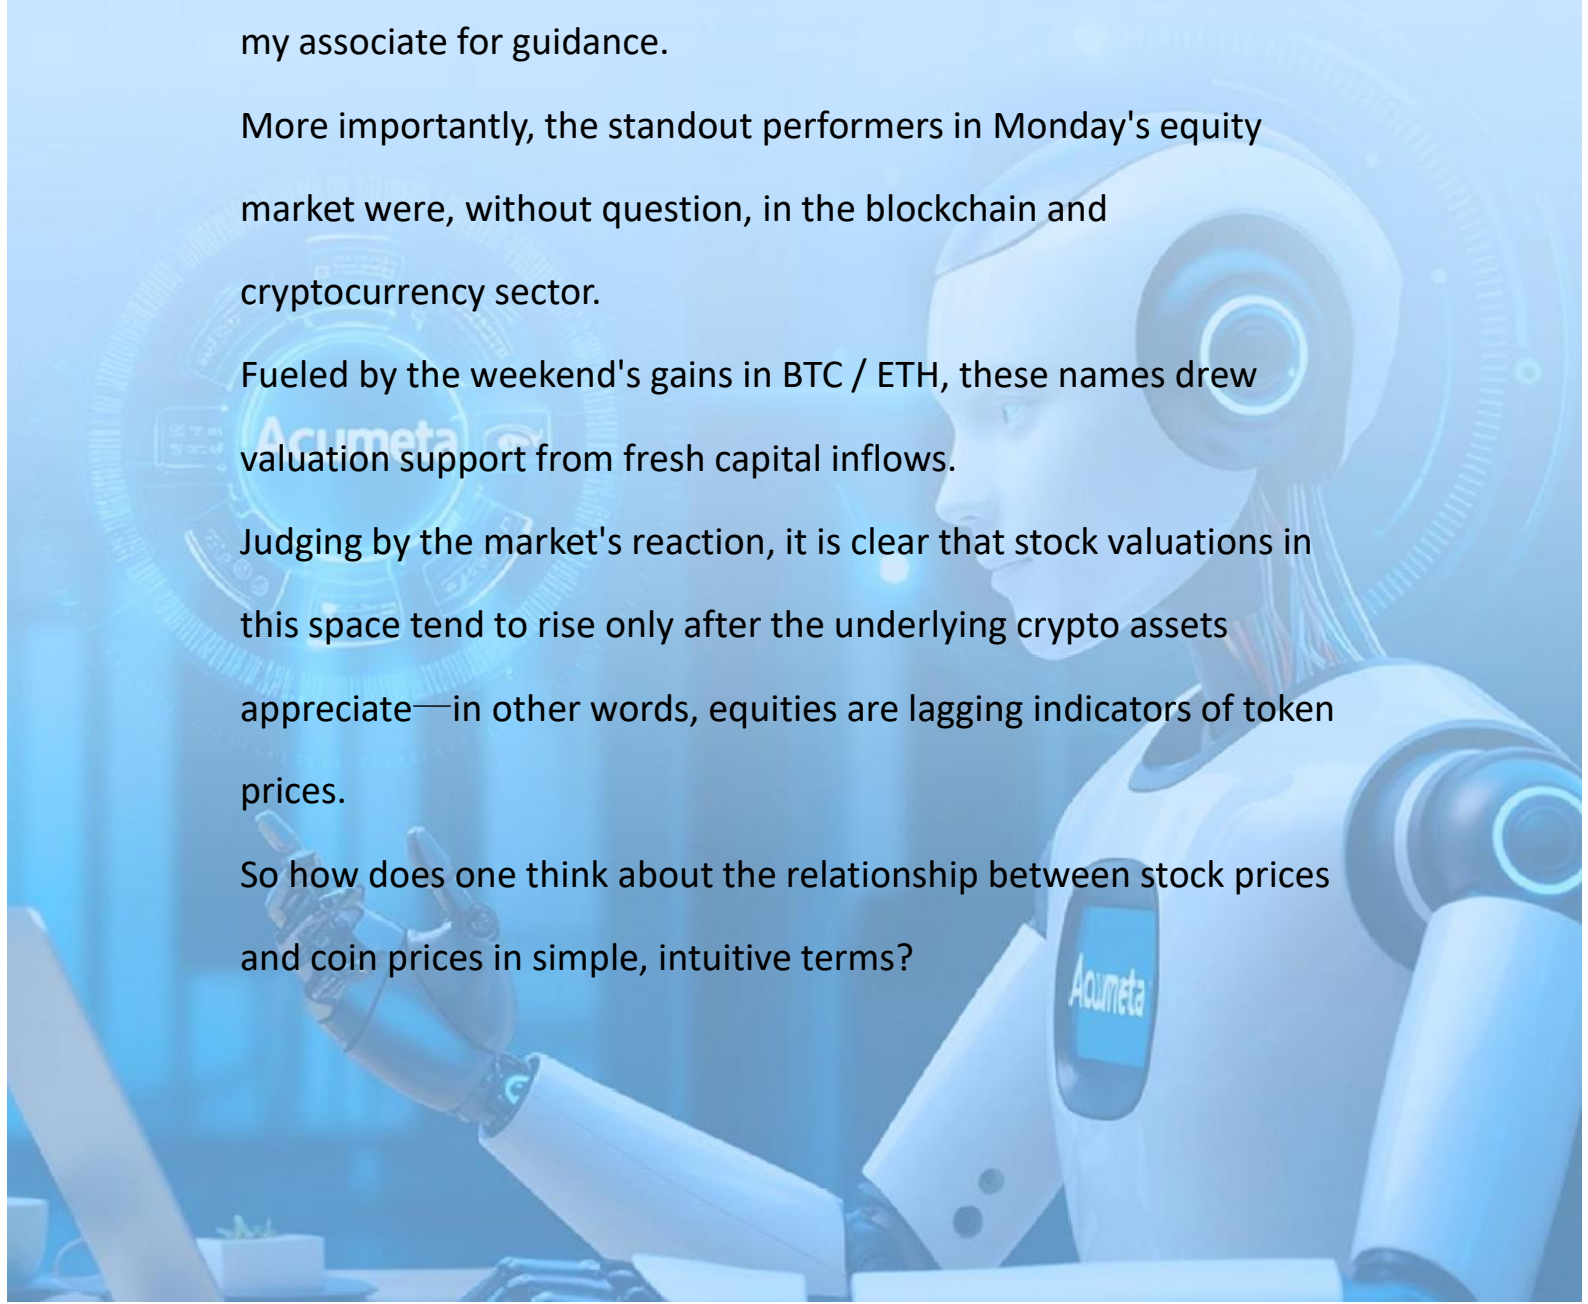 my associate for guidance.
More importantly, the standout performers in Monday's equity
market were, without question, in the blockchain and
cryptocurrency sector.
Fueled by the weekend's gains in BTC / ETH, these names drew
Acumeta
valuation support from fresh capital inflows.
Judging by the market's reaction, it is clear that stock valuations in
this space tend to rise only after the underlying crypto assets
appreciate—in other words, equities are lagging indicators of token
prices.
So how does one think about the relationship between stock prices
and coin prices in simple, intuitive terms?
Acumeta